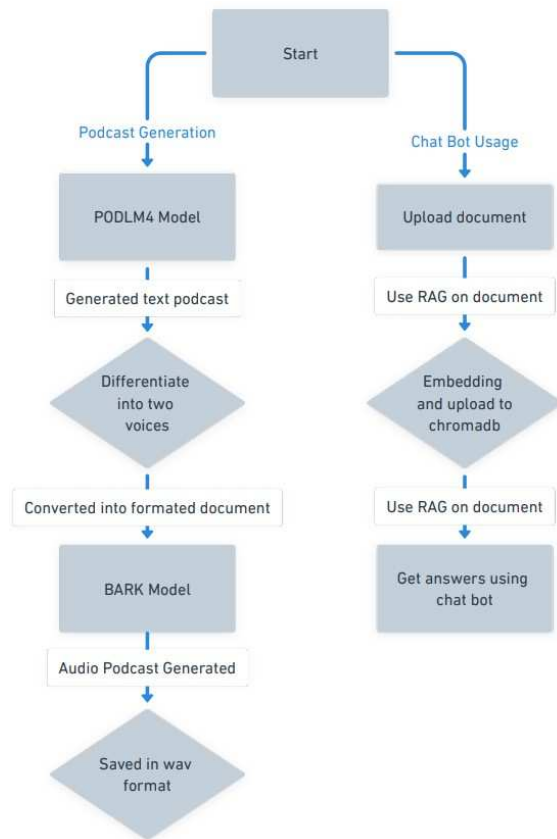 Start
Podcast Generation
Chat Bot Usage
PODLM4 Model
Upload document
Generated text podcast
Use RAG on document
Differentiate
into two
voices
Embedding
and upload to
chromadb
Converted into formated document
Use RAG on document
BARK Model
Get answers using
chat bot
Audio Podcast Generated
Saved in wav
format